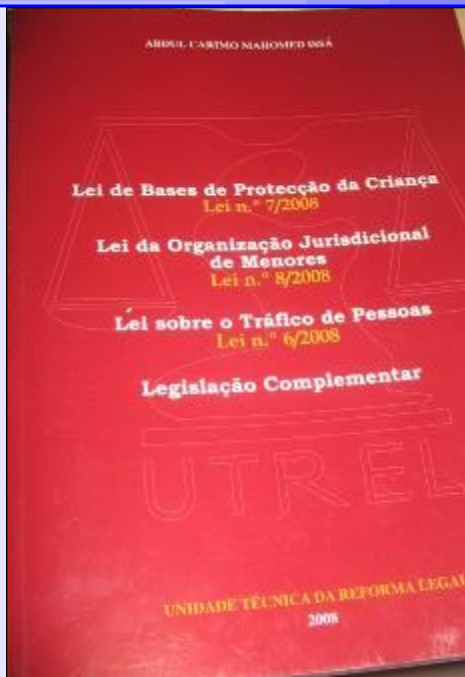 ABDUL CARIMO MAHOMED ISSÁ
Lei de Bases de Protecção da Criança
Lei n.º 7/2008
Lei da Organização Jurisdicional
de Menores
Lei n.º 8/2008
Lei sobre o Tráfico de Pessoas
Lei n.º 6/2008
Legislação Complementar
UTREL
UNIDADE TÉCNICA DA REFORMA LEGAL
2008